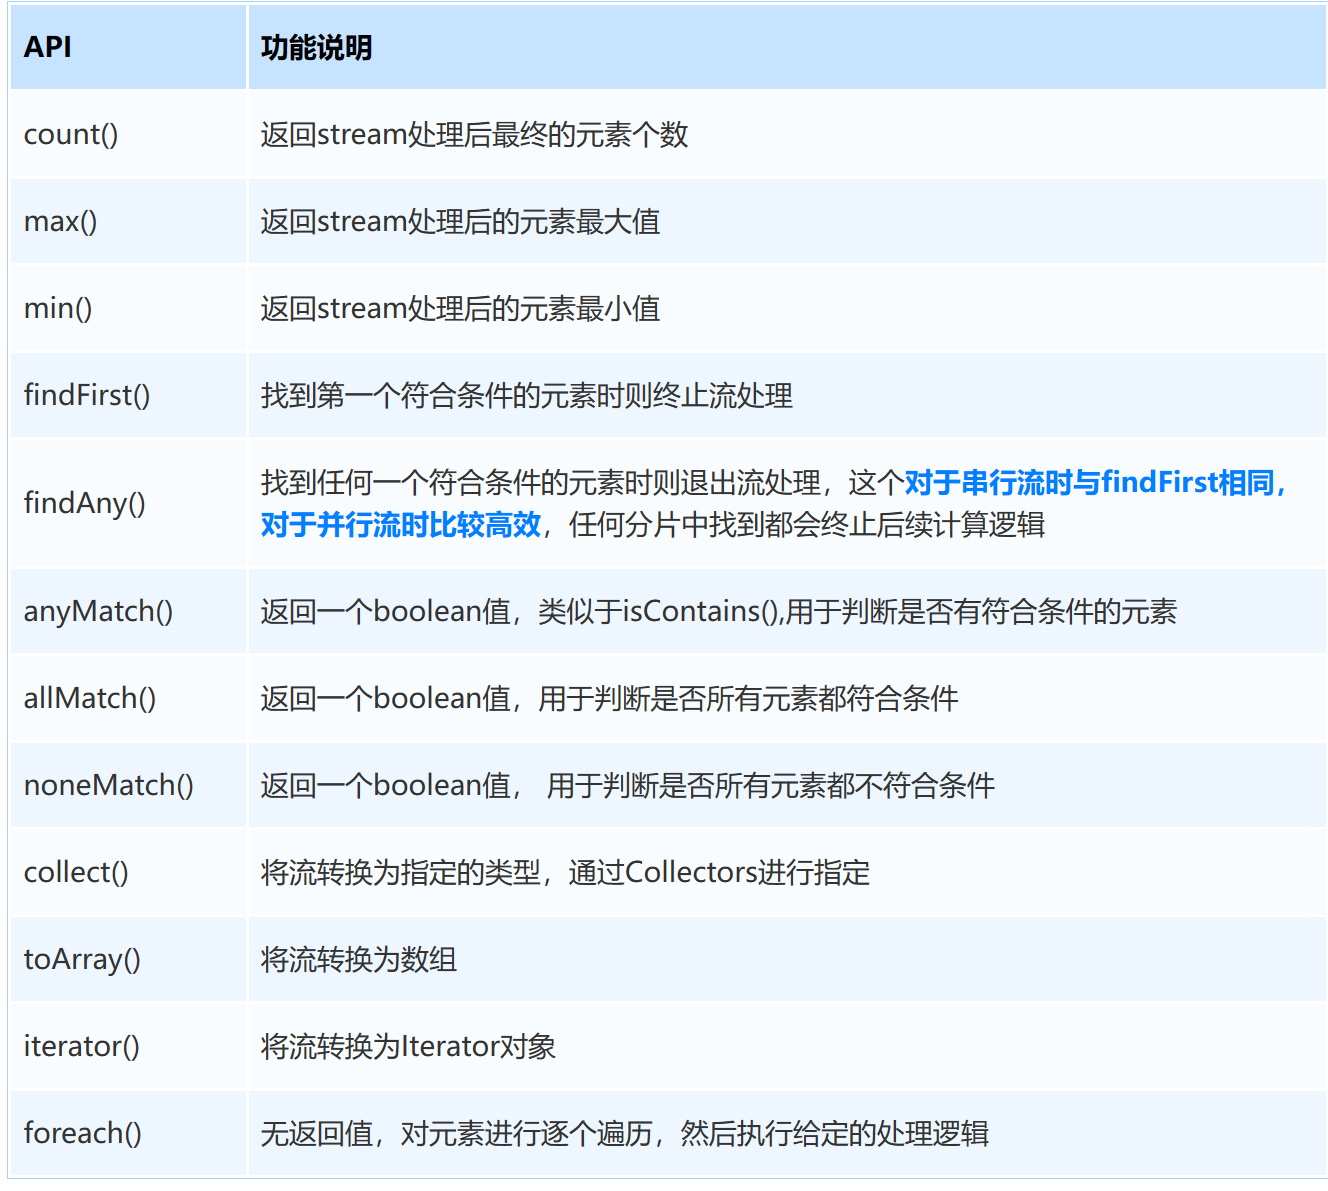 API 功能说明
count() 返回stream处理后最终的元素个数
max() 返回stream处理后的元素最大值
min() 返回stream处理后的元素最小值
findFirst() 找到第一个符合条件的元素时则终止流处理
findAny() 找到任何一个符合条件的元素时则退出流处理，这个对于串行流时与findFirst相同，
对于并行流时比较高效，任何分片中找到都会终止后续计算逻辑
anyMatch() 返回一个boolean值，类似于isContains(),用于判断是否有符合条件的元素
allMatch() 返回一个boolean值，用于判断是否所有元素都符合条件
noneMatch() 返回一个boolean值， 用于判断是否所有元素都不符合条件
collect() 将流转换为指定的类型，通过Collectors进行指定
toArray() 将流转换为数组
iterator() 将流转换为Iterator对象
foreach() 无返回值，对元素进行逐个遍历，然后执行给定的处理逻辑